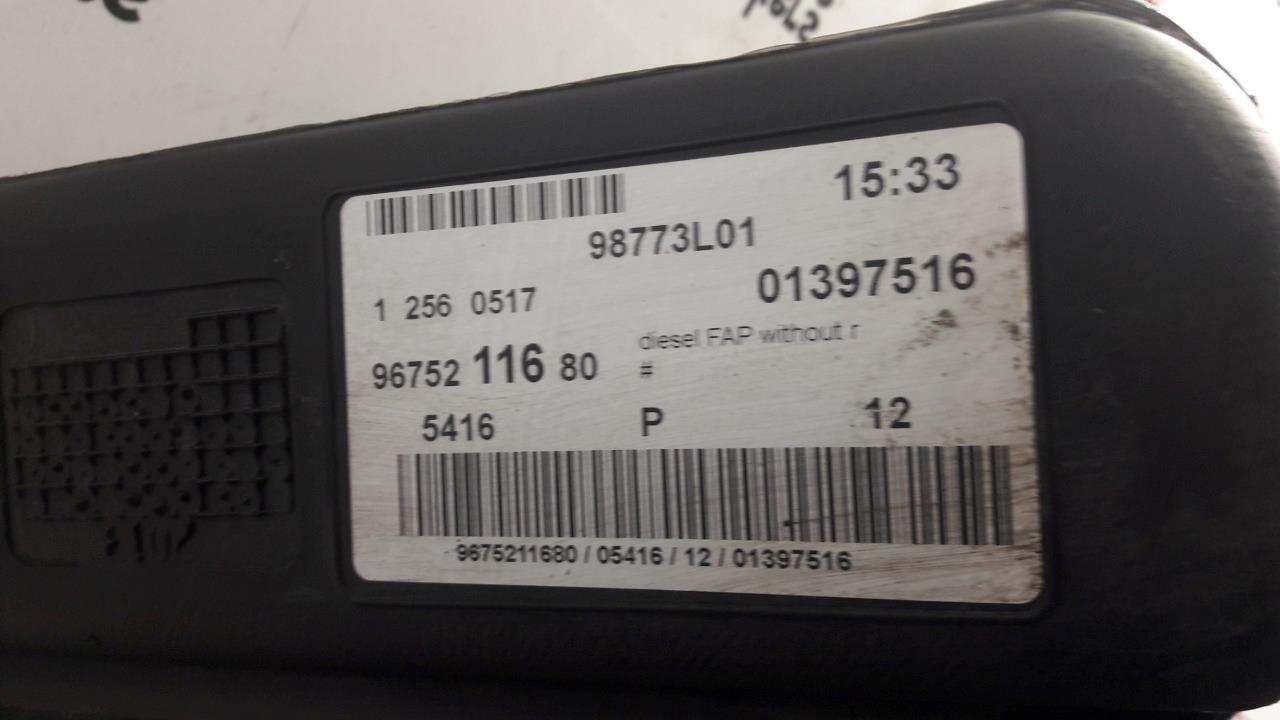 15:33
98773L01
1 256 0517
01397516
diesel FAP without r
96752 116 80 #
5416 P 12
9675211680 / 05416 / 12 / 01397516